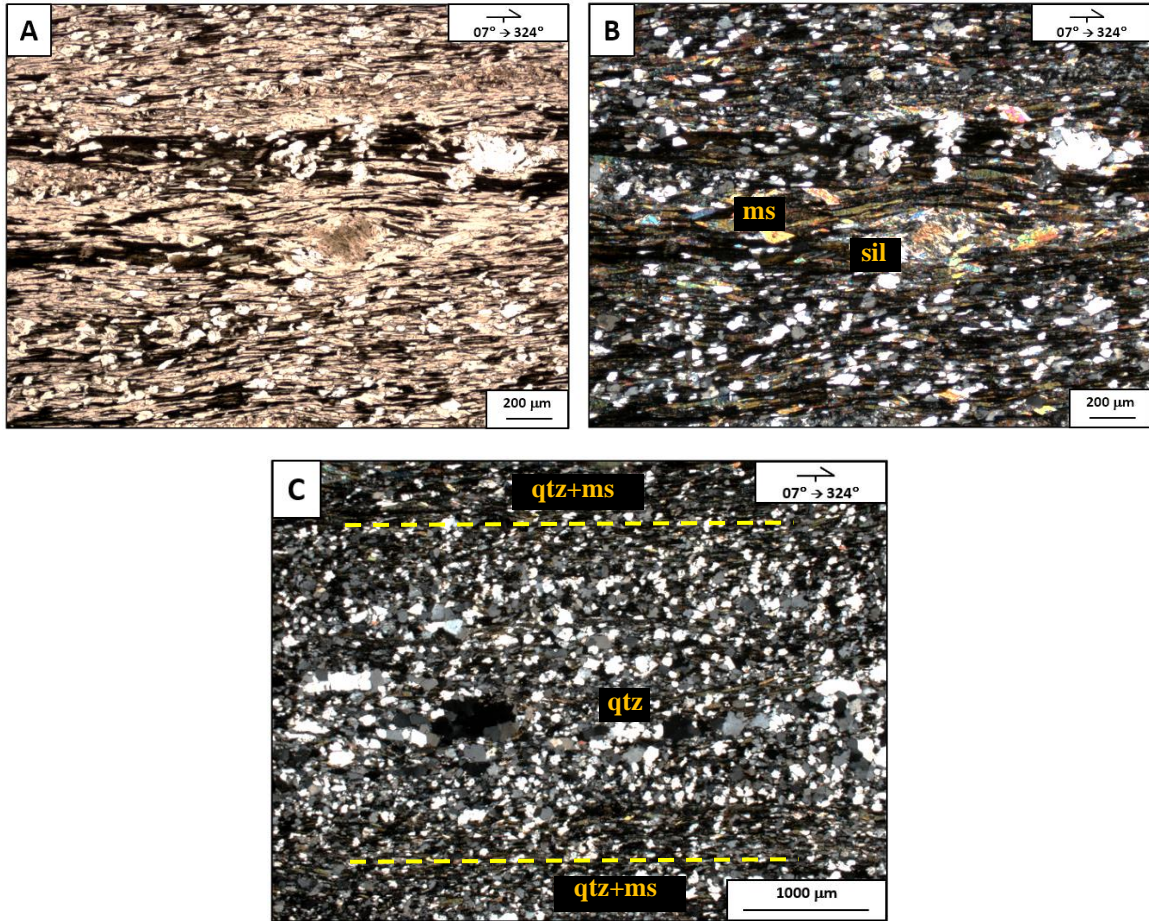 A
07° → 324°
200 µm
B
07° → 324°
ms
sil
200 µm
C
07° → 324°
qtz+ms
qtz
qtz+ms
1000 µm